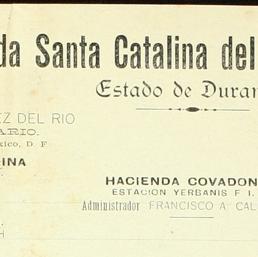 da Santa Catalina del
Estado de Duran
EZ DEL RIO
ARIO.
xico, D. F
INA
HACIENDA COVADON
ESTACION YERBANIS F. I.
Administrador FRANCISCO A. CAL